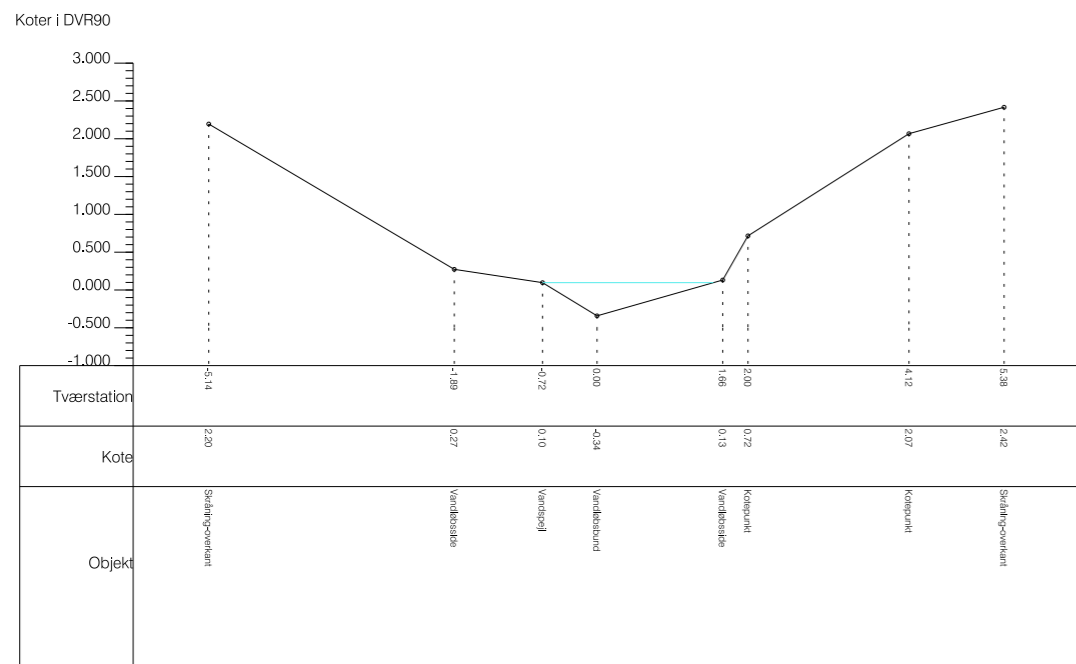 Koter i DVR90
3.000
2.500
2.000
1.500
1.000
0.500
0.000
-0.500
-1.000
Tværstation
-5.14
-1.89
-0.72
0.00
1.66
2.00
4.12
5.38
Kote
2.20
0.27
0.10
-0.34
0.13
0.72
2.07
2.42
Objekt
Skråning-overkant
Vandløbsside
Vandspejl
Vandløbsbund
Vandløbsside
Kotepunkt
Kotepunkt
Skråning-overkant